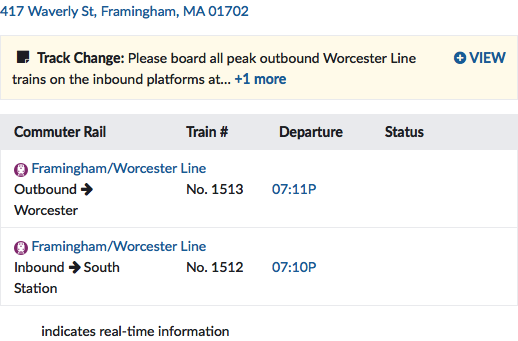 417 Waverly St, Framingham, MA 01702
Track Change: Please board all peak outbound Worcester Line
trains on the inbound platforms at... +1 more
VIEW
Commuter Rail Train # Departure Status
Framingham/Worcester Line
Outbound → No. 1513 07:11P
Worcester
Framingham/Worcester Line
Inbound → South No. 1512 07:10P
Station
indicates real-time information